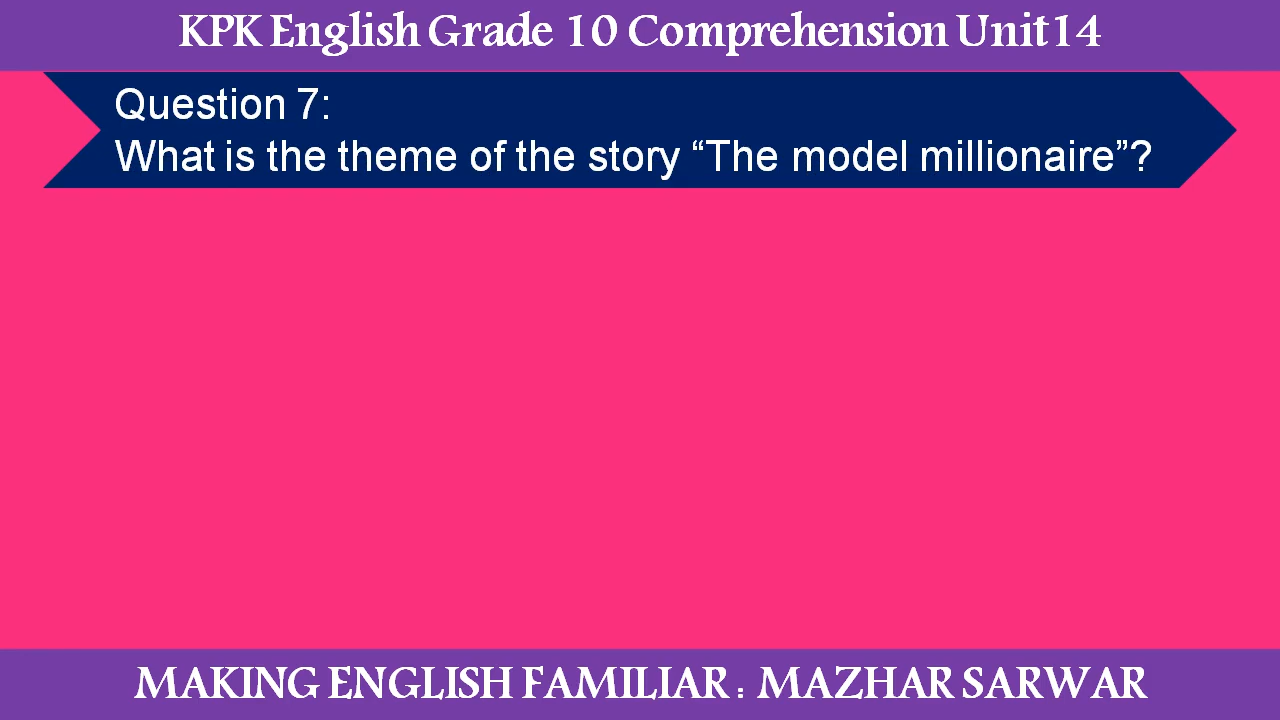 KPK English Grade 10 Comprehension Unit14
Question 7:
What is the theme of the story “The model millionaire”?
MAKING ENGLISH FAMILIAR : MAZHAR SARWAR